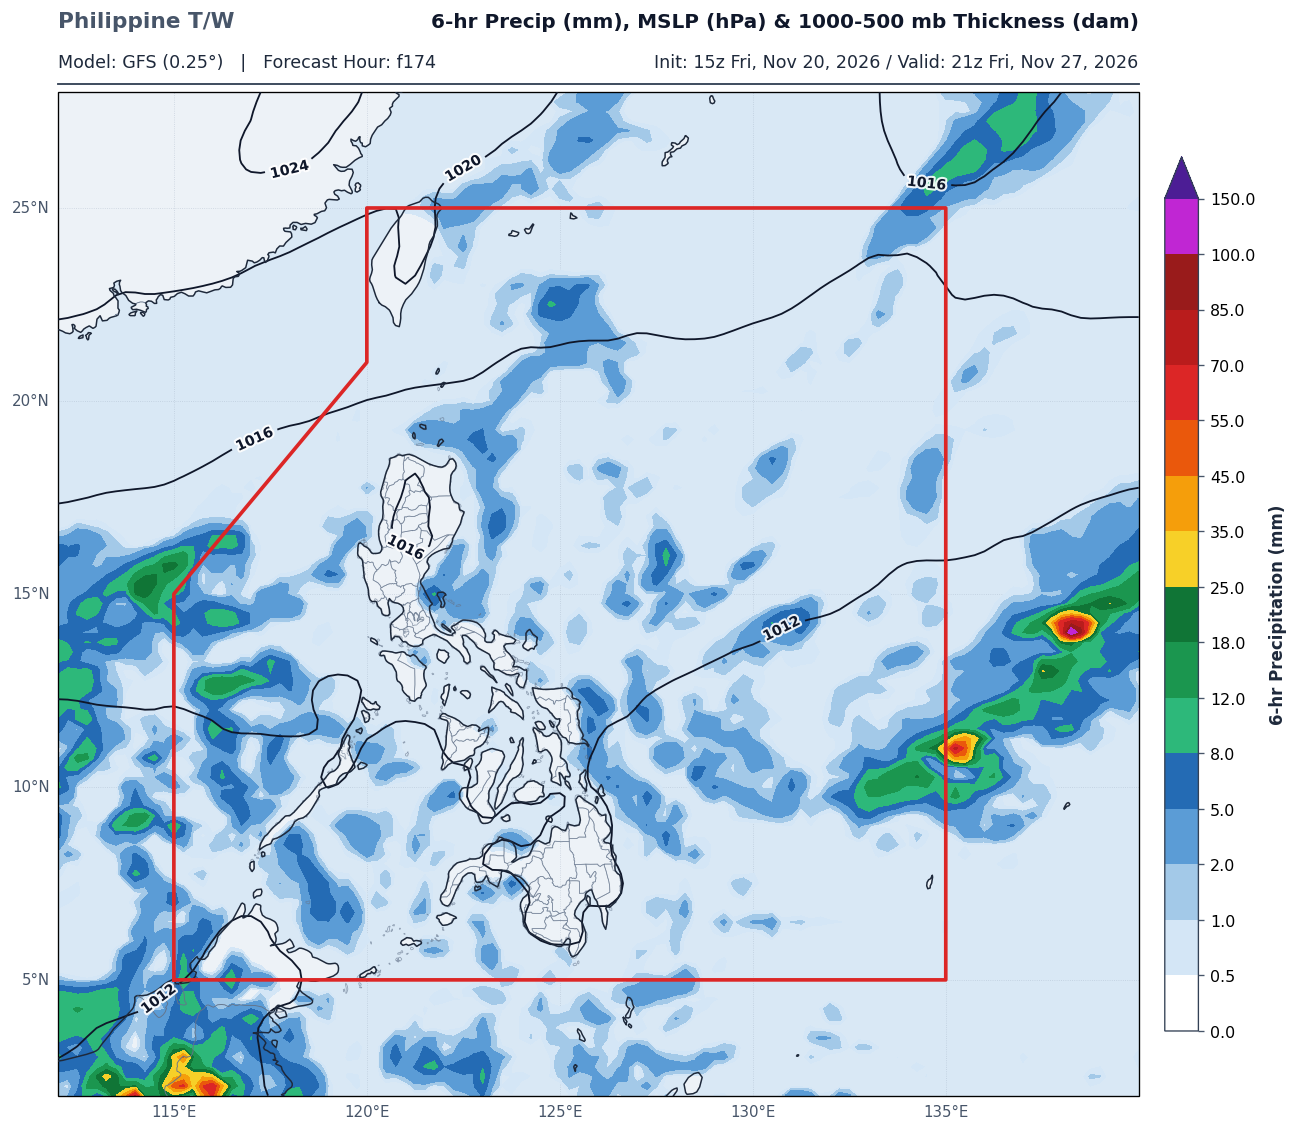 Philippine T/W
6-hr Precip (mm), MSLP (hPa) & 1000-500 mb Thickness (dam)
Model: GFS (0.25°) | Forecast Hour: f174
Init: 15z Fri, Nov 20, 2026 / Valid: 21z Fri, Nov 27, 2026
1024
1020
1016
25°N
20°N
1016
1016
15°N
1012
10°N
5°N
1012
115°E
120°E
125°E
130°E
135°E
150.0
100.0
85.0
70.0
55.0
45.0
35.0
25.0
18.0
12.0
8.0
5.0
2.0
1.0
0.5
0.0
6-hr Precipitation (mm)